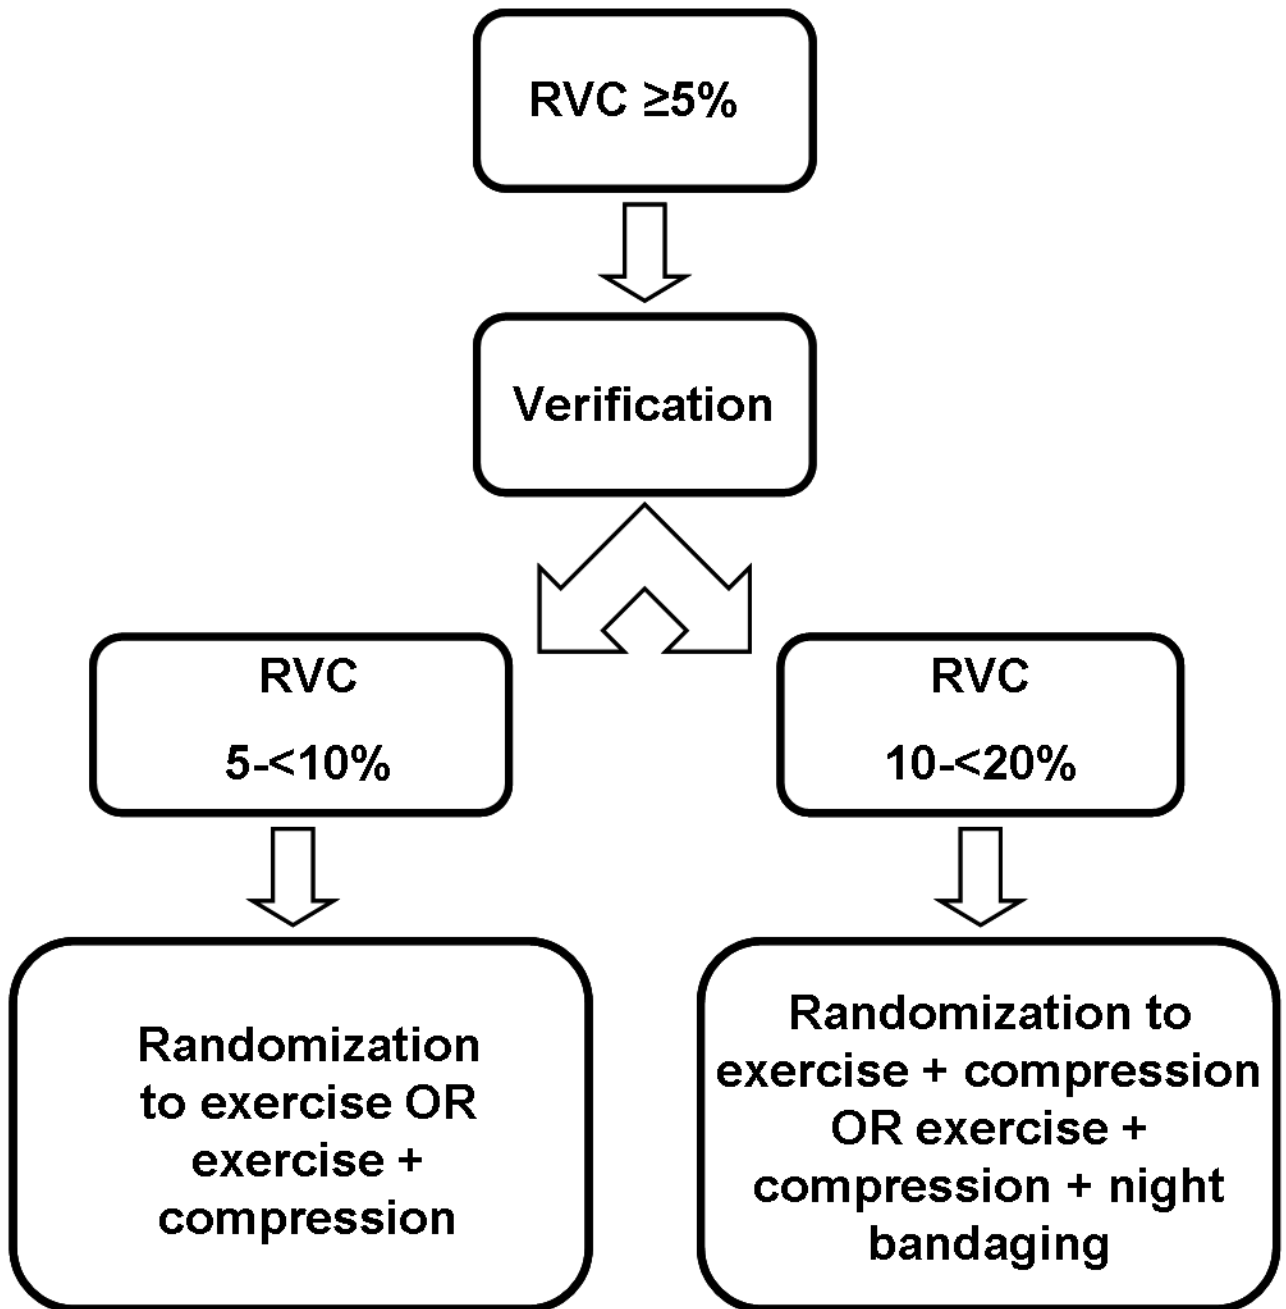 RVC ≥5%
Verification
RVC
5-<10%
RVC
10-<20%
Randomization
to exercise OR
exercise +
compression
Randomization to
exercise + compression
OR exercise +
compression + night
bandaging